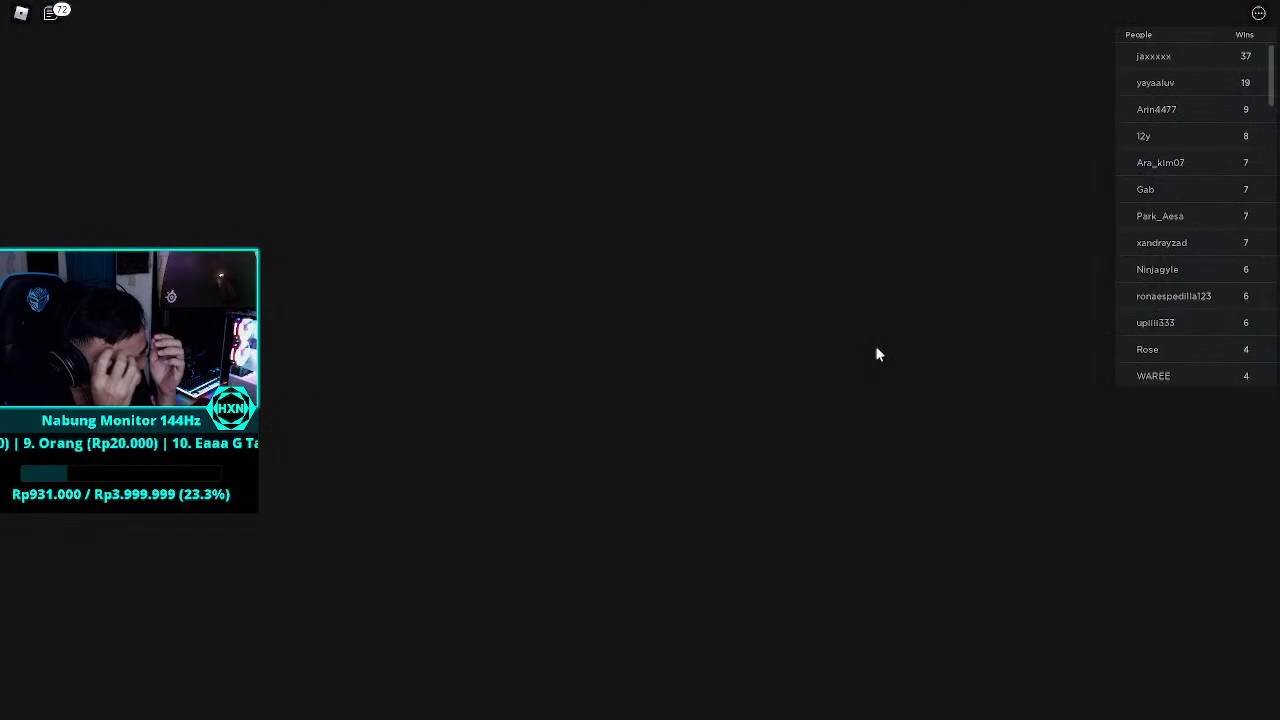 72
People Wins
jaxxxxx 37
yayaaluv 19
Arin4477 9
12y 8
Ara_kim07 7
Gab 7
Park_Aesa 7
xandrayzad 7
Ninjagyle 6
ronaespedilla123 6
Rose 4
WAREE 4
HXN
Nabung Monitor 144Hz
0) | 9. Orang (Rp20.000) | 10. Eaaa G Ta
Rp931.000 / Rp3.999.999 (23.3%)